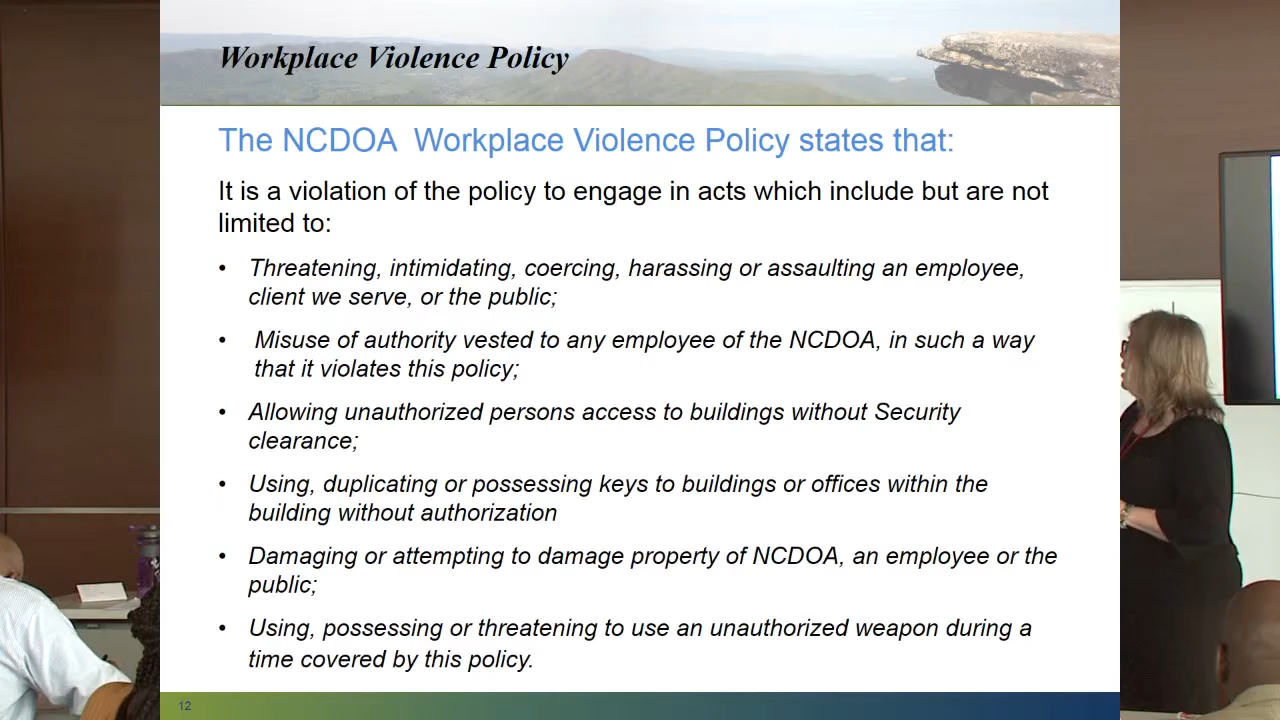 Workplace Violence Policy
The NCDOA Workplace Violence Policy states that:
It is a violation of the policy to engage in acts which include but are not
limited to:
• Threatening, intimidating, coercing, harassing or assaulting an employee,
client we serve, or the public;
• Misuse of authority vested to any employee of the NCDOA, in such a way
that it violates this policy;
• Allowing unauthorized persons access to buildings without Security
clearance;
• Using, duplicating or possessing keys to buildings or offices within the
building without authorization
• Damaging or attempting to damage property of NCDOA, an employee or the
public;
• Using, possessing or threatening to use an unauthorized weapon during a
time covered by this policy.
12